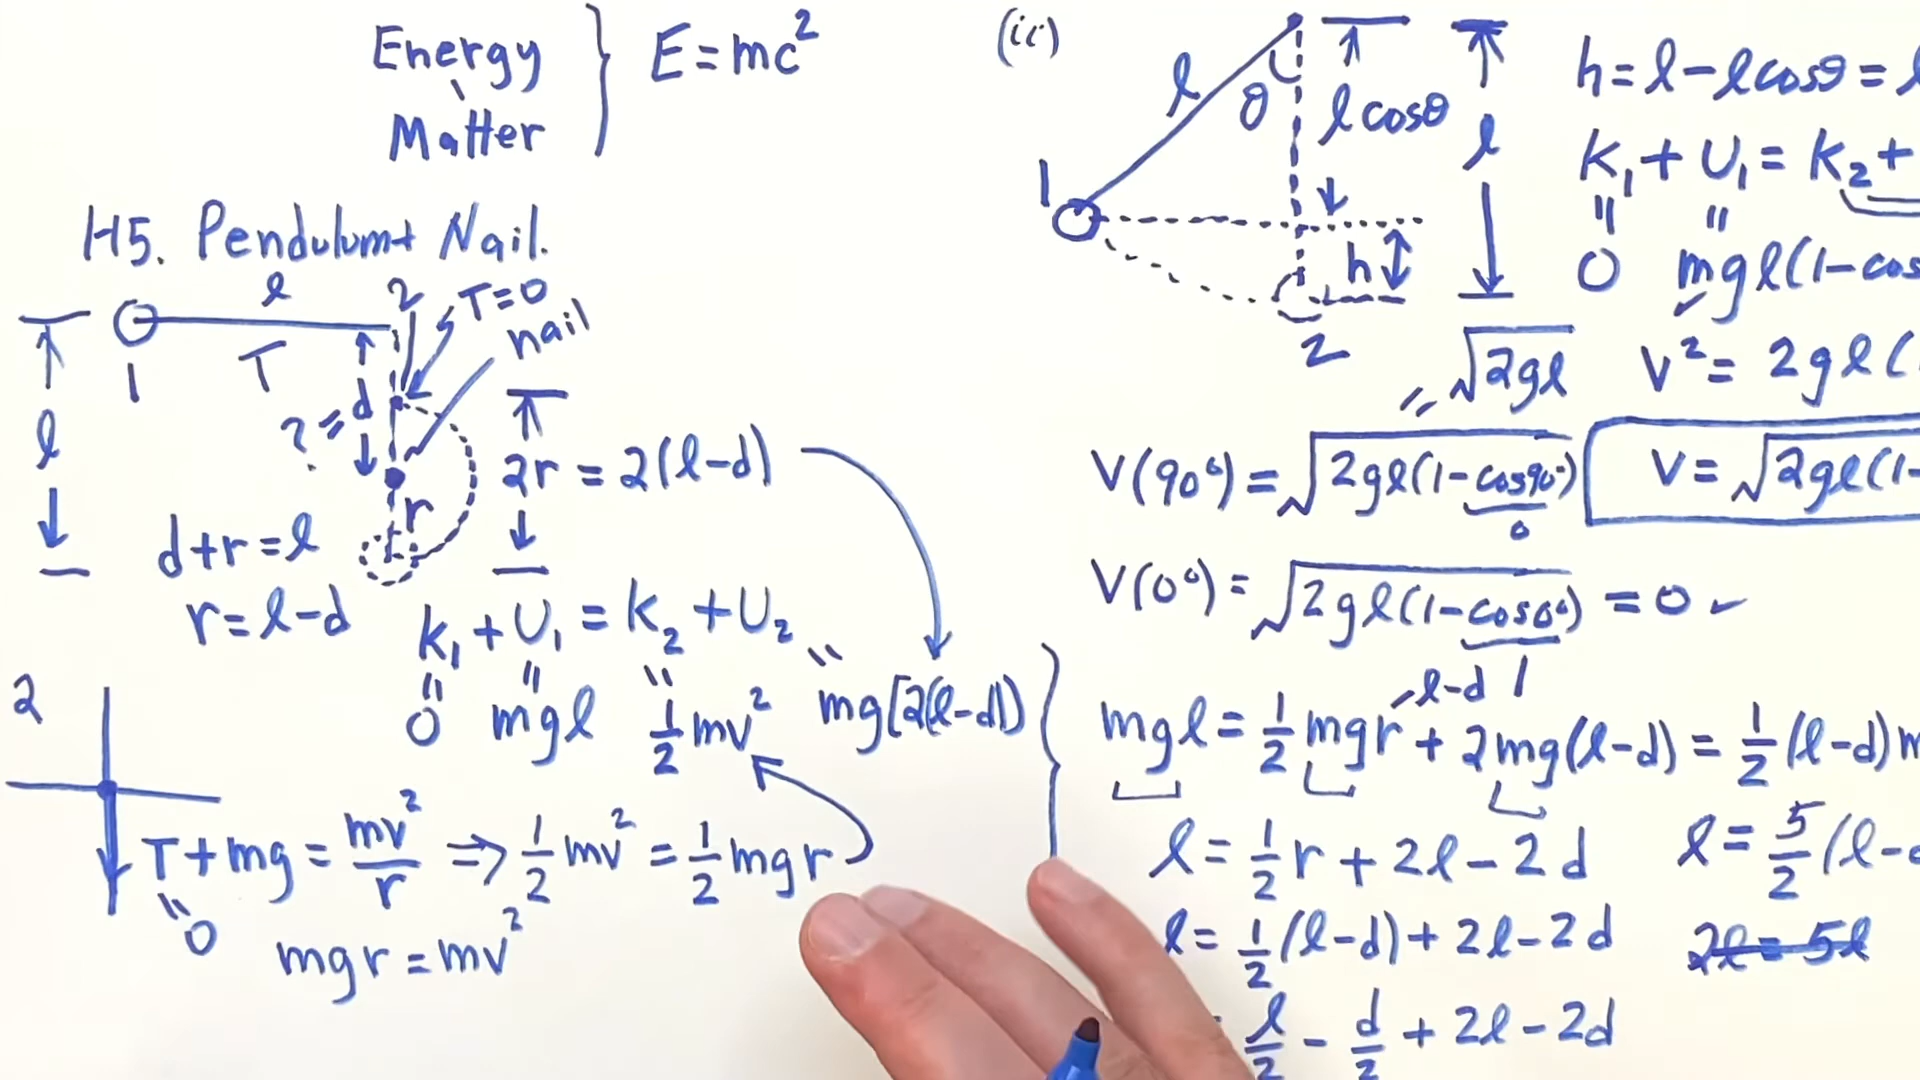 Energy
Matter
E=mc²
H5. Pendulum+ Nail.
l
1
T
l
2
T=0
nail
?=d
r
2r = 2(l-d)
d+r=l
r=l-d
K₁+U₁=K₂+U₂
0 mgl ½mv² mg[2(l-d)]
2
T+mg = mv²/r ⇒ ½mv² = ½mgr
0
mgr=mv²
(ii)
l
θ
l cosθ
l
1
h
2
h=l-lcosθ=
K₁+U₁=K₂+
0 mgl(1-cos
= √2gl
V²= 2gl(
V(90°)=√2gl(1-cos90°)
0
V=√2gl(1-
V(0°)=√2gl(1-cos0°) = 0 ✓
l-d 1
mgl=½mgr+2mg(l-d)=½(l-d)m
l=½r+2l-2d
l=5/2(l-
l=½(l-d)+2l-2d
2l=5l
l/2 - d/2 + 2l-2d